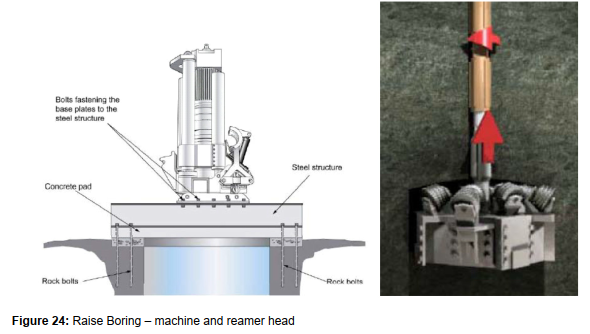 Bolts fastening the
base plates to the
steel structure
Steel structure
Concrete pad
Rock bolts
Rock bolts
Figure 24: Raise Boring – machine and reamer head